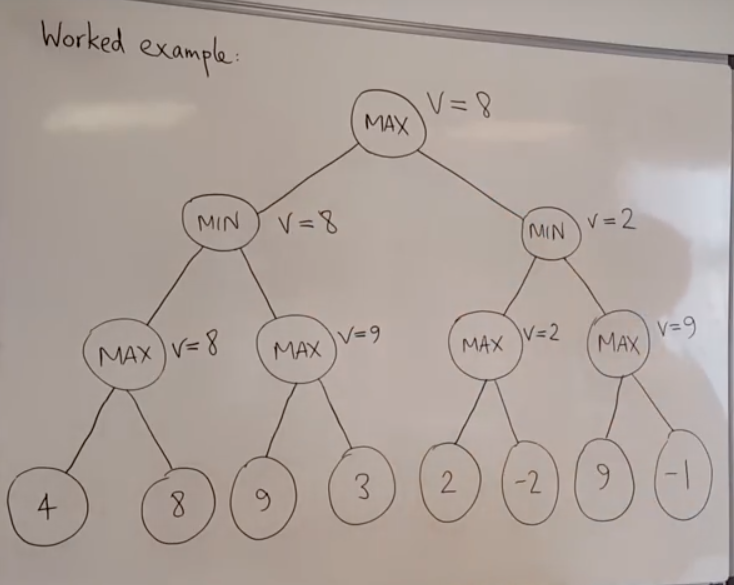 Worked example:
MAX V=8
MIN V=8 MIN V=2
MAX V=8 MAX V=9 MAX V=2 MAX V=9
4 8 9 3 2 -2 9 -1